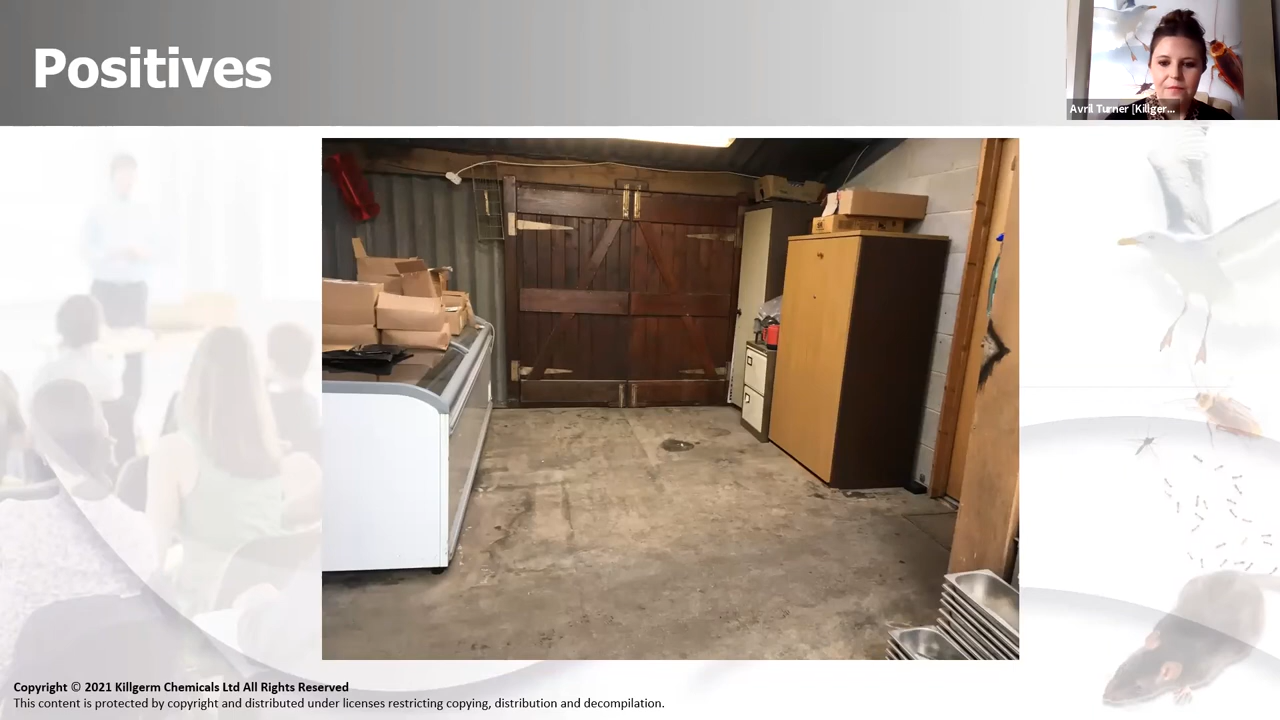 Positives
Avril Turner [Killger...
Copyright © 2021 Killgerm Chemicals Ltd All Rights Reserved
This content is protected by copyright and distributed under licenses restricting copying, distribution and decompilation.